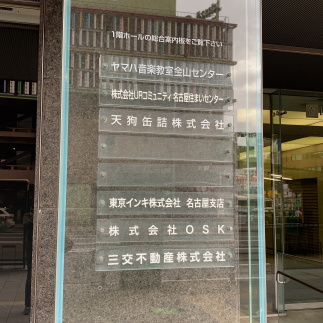 1階ホールの総合案内板をご覧下さい
ヤマハ音楽教室金山センター
株式会社URコミュニティ 名古屋住まいセンター
天狗缶詰株式会社
東京インキ株式会社 名古屋支店
株式会社OSK
三交不動産株式会社